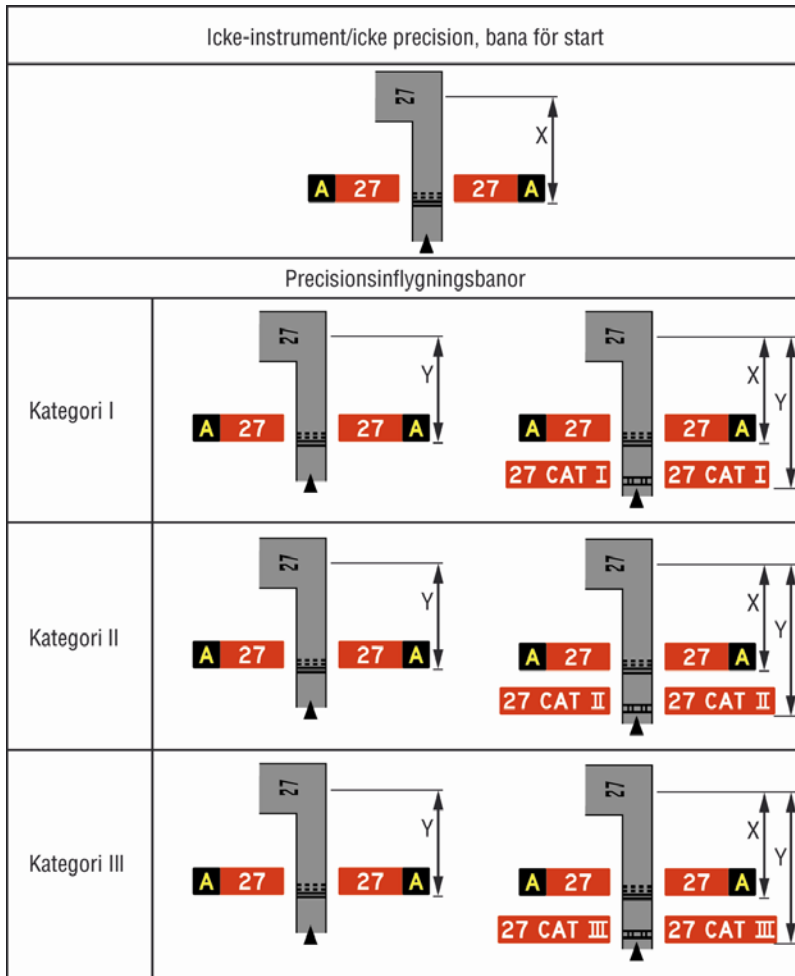 Icke-instrument/icke precision, bana för start
27
X
A 27 27 A
Precisionsinflygningsbanor
Kategori I
27 27
Y X Y
A 27 27 A A 27 27 A
27 CAT I 27 CAT I
Kategori II
27 27
Y X Y
A 27 27 A A 27 27 A
27 CAT II 27 CAT II
Kategori III
27 27
Y X Y
A 27 27 A A 27 27 A
27 CAT III 27 CAT III